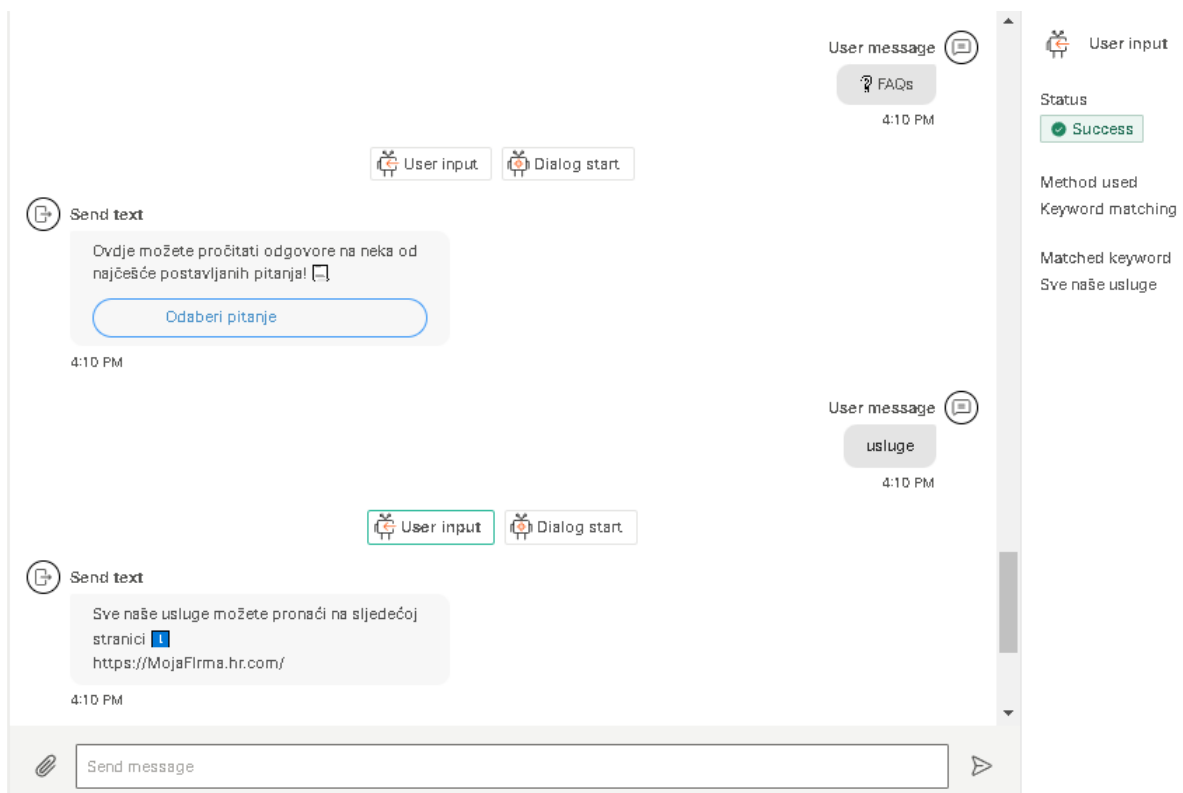 User message
FAQs
4:10 PM
User input
Dialog start
Send text
Ovdje možete pročitati odgovore na neka od
najčešće postavljanih pitanja!
Odaberi pitanje
4:10 PM
User message
usluge
4:10 PM
User input
Dialog start
Send text
Sve naše usluge možete pronaći na sljedećoj
stranici
https://MojaFIrma.hr.com/
4:10 PM
Send message
User input
Status
Success
Method used
Keyword matching
Matched keyword
Sve naše usluge